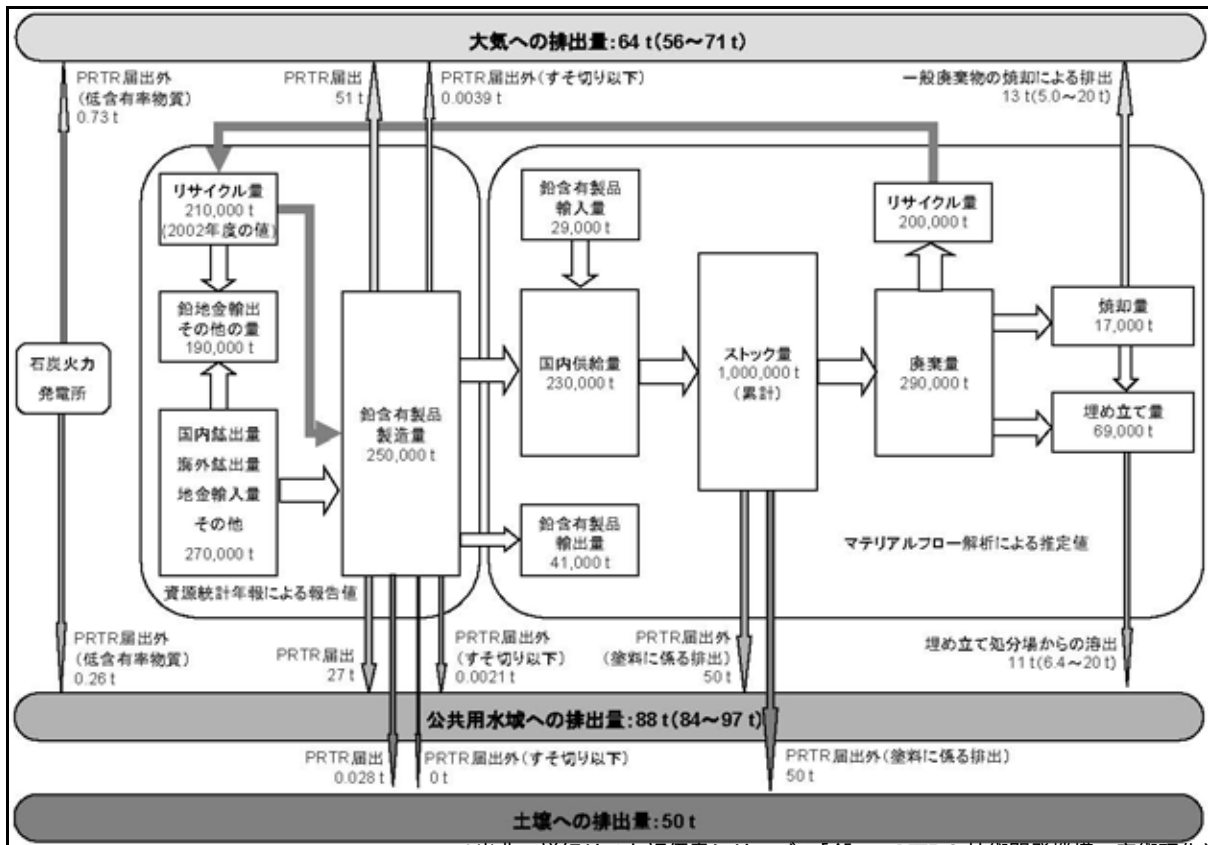 大気への排出量:64 t(56～71 t)
PRTR届出外
(低含有率物質)
0.73 t
PRTR届出
51 t
PRTR届出外(すそ切り以下)
0.0039 t
一般廃棄物の焼却による排出
13 t(5.0～20 t)
リサイクル量
210,000 t
(2002年度の値)
鉛含有製品
輸入量
29,000 t
リサイクル量
200,000 t
鉛地金輸出
その他の量
190,000 t
石炭火力
発電所
鉛含有製品
製造量
250,000 t
国内供給量
230,000 t
ストック量
1,000,000 t
(累計)
廃棄量
290,000 t
焼却量
17,000 t
埋め立て量
69,000 t
国内鉱出量
海外鉱出量
地金輸入量
その他
270,000 t
鉛含有製品
輸出量
41,000 t
資源統計年報による報告値
マテリアルフロー解析による推定値
PRTR届出外
(低含有率物質)
0.26 t
PRTR届出
27 t
PRTR届出外
(すそ切り以下)
0.0021 t
PRTR届出外
(塗料に係る排出)
50 t
埋め立て処分場からの溶出
11 t(6.4～20 t)
公共用水域への排出量:88 t(84～97 t)
PRTR届出
0.028 t
PRTR届出外(すそ切り以下)
0 t
PRTR届出外(塗料に係る排出)
50 t
土壌への排出量:50 t